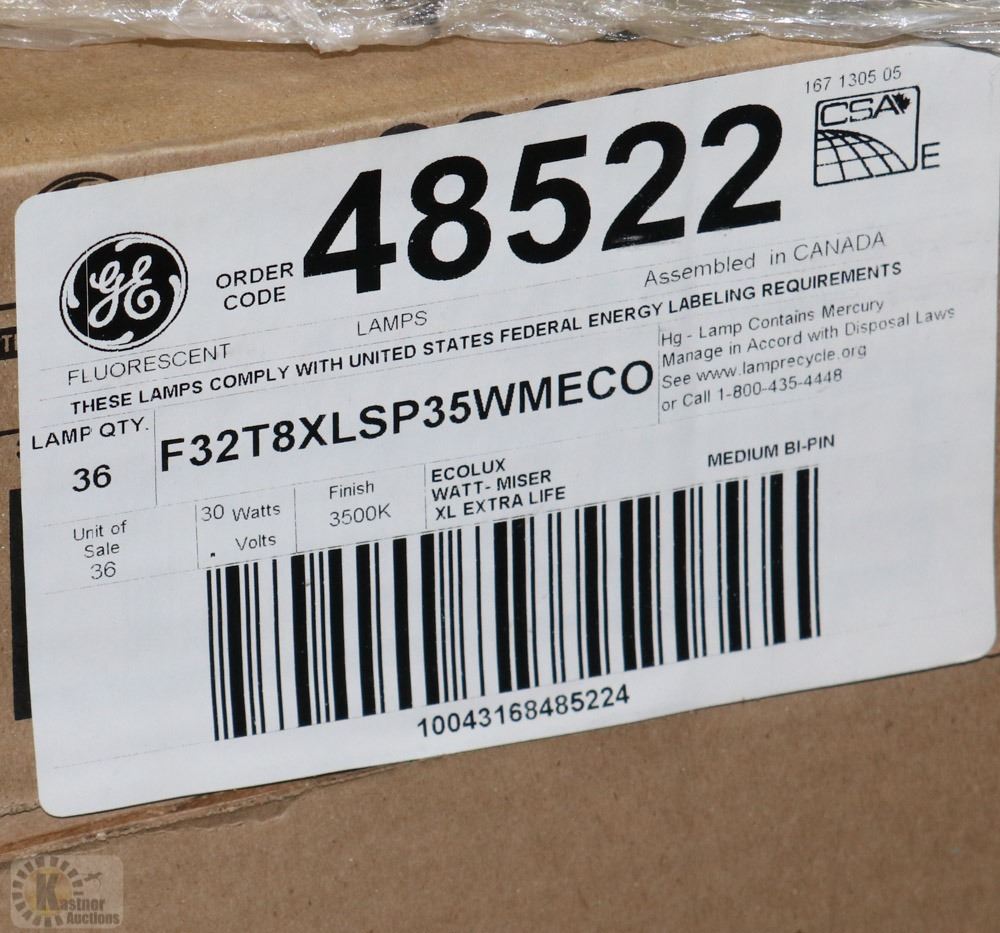 167 1305 05
CSA
E
GE
ORDER
CODE
48522
Assembled in CANADA
FLUORESCENT LAMPS
THESE LAMPS COMPLY WITH UNITED STATES FEDERAL ENERGY LABELING REQUIREMENTS
LAMP QTY.
36
F32T8XLSP35WMECO
Hg - Lamp Contains Mercury
Manage in Accord with Disposal Laws
See www.lamprecycle.org
or Call 1-800-435-4448
Unit of
Sale
36
30 Watts
. Volts
Finish
3500K
ECOLUX
WATT- MISER
XL EXTRA LIFE
MEDIUM BI-PIN
10043168485224
Kastnor
Auctions